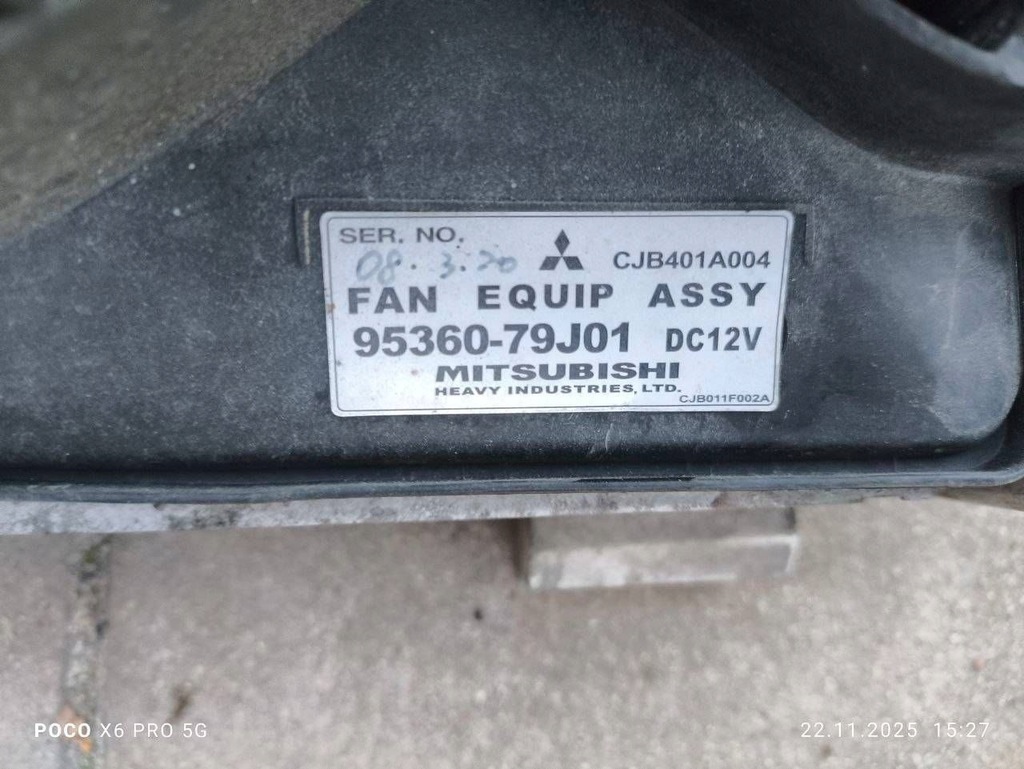 SER. NO.
08. 3.20
CJB401A004
FAN EQUIP ASSY
95360-79J01 DC12V
MITSUBISHI
HEAVY INDUSTRIES, LTD.
CJB011F002A
POCO X6 PRO 5G
22.11.2025 15:27